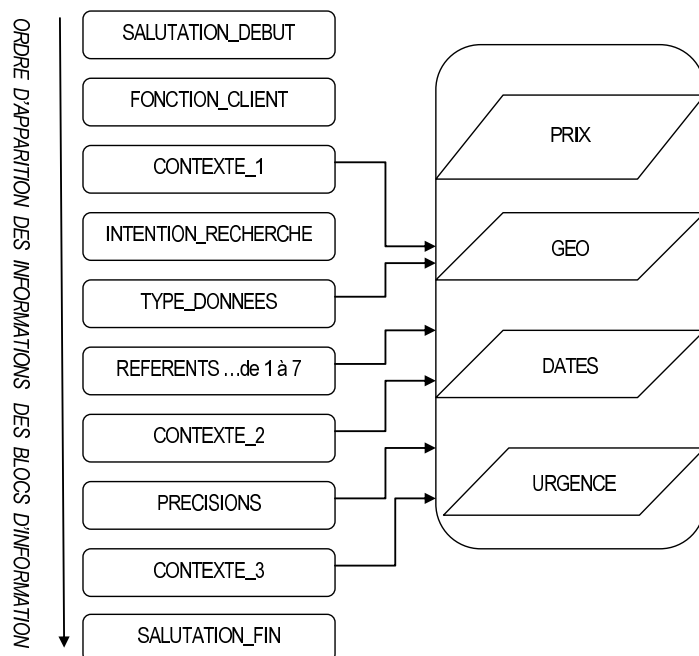 ORDRE D'APPARITION DES INFORMATIONS DES BLOCS D'INFORMATION
SALUTATION_DEBUT
FONCTION_CLIENT
CONTEXTE_1
INTENTION_RECHERCHE
TYPE_DONNEES
REFERENTS ...de 1 à 7
CONTEXTE_2
PRECISIONS
CONTEXTE_3
SALUTATION_FIN
PRIX
GEO
DATES
URGENCE